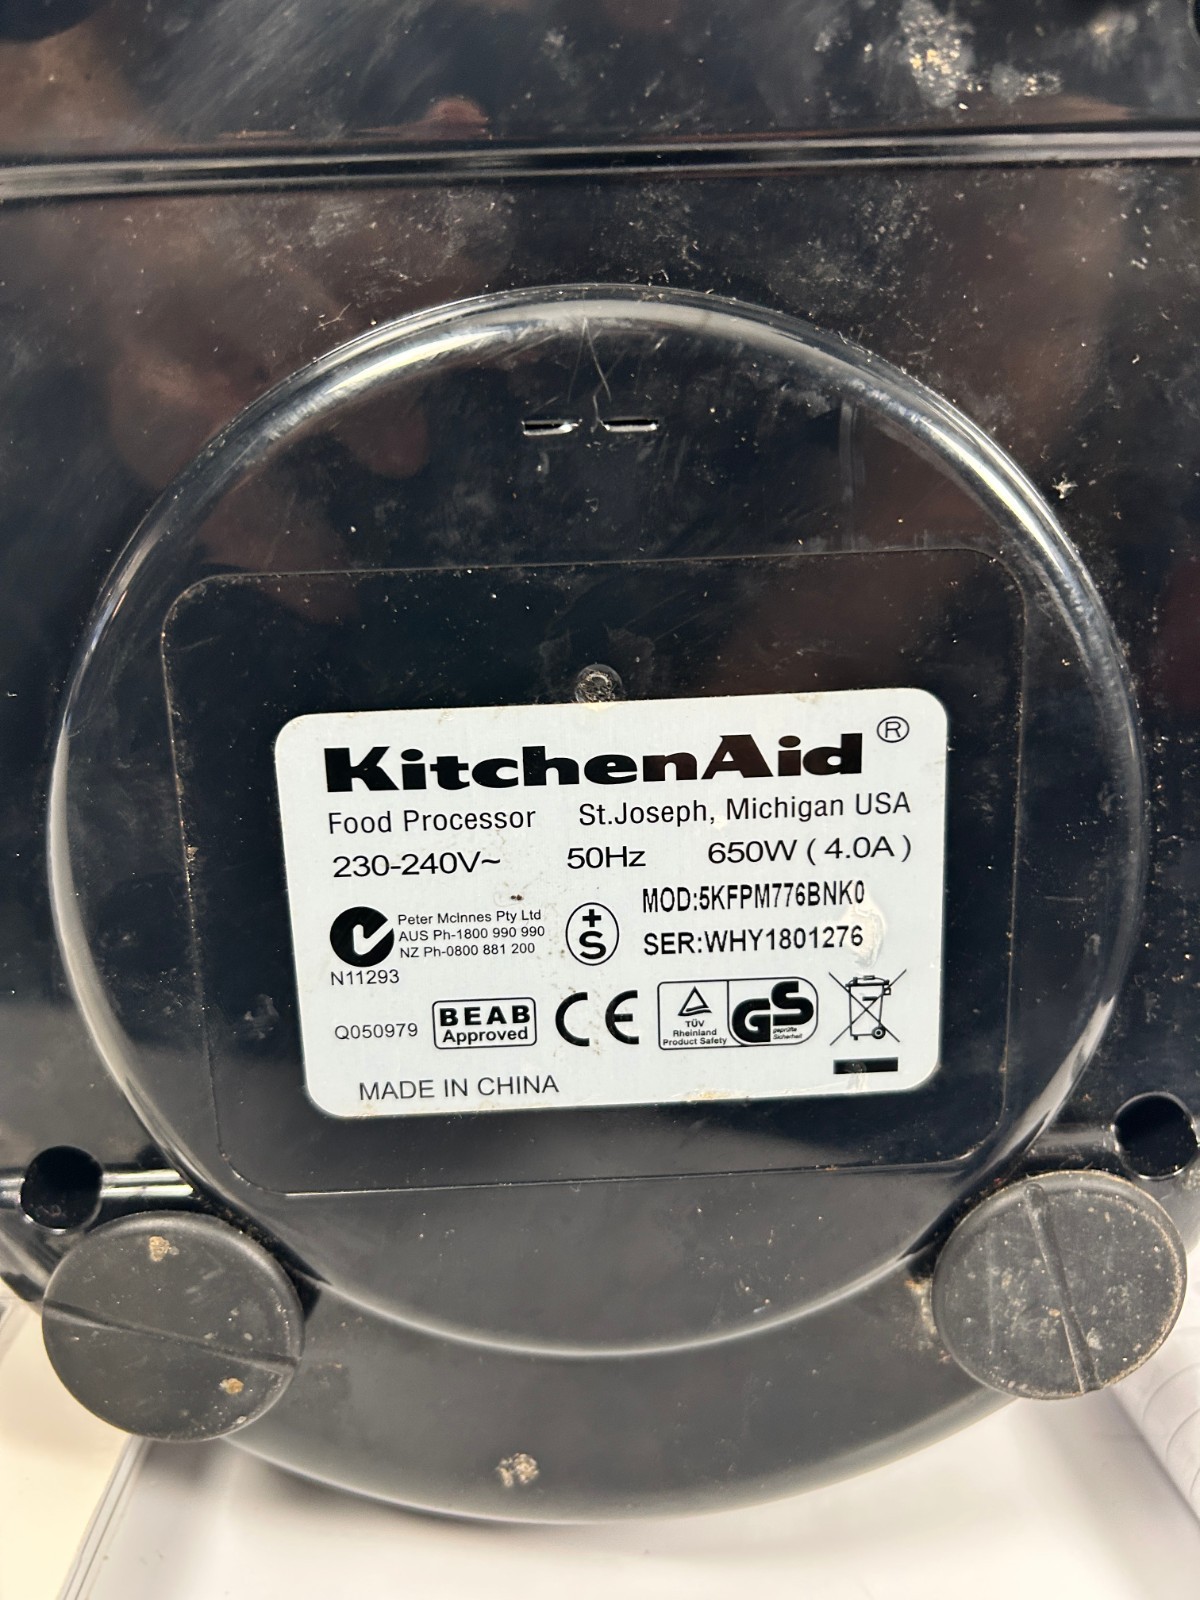 KitchenAid®
Food Processor St.Joseph, Michigan USA
230-240V~ 50Hz 650W ( 4.0A )
MOD:5KFPM776BNK0
SER:WHY1801276
Peter McInnes Pty Ltd
AUS Ph-1800 990 990
NZ Ph-0800 881 200
N11293
+
S
Q050979
BEAB
Approved
CE
TÜV
Rheinland
Product Safety
GS
geprüfte
Sicherheit
MADE IN CHINA